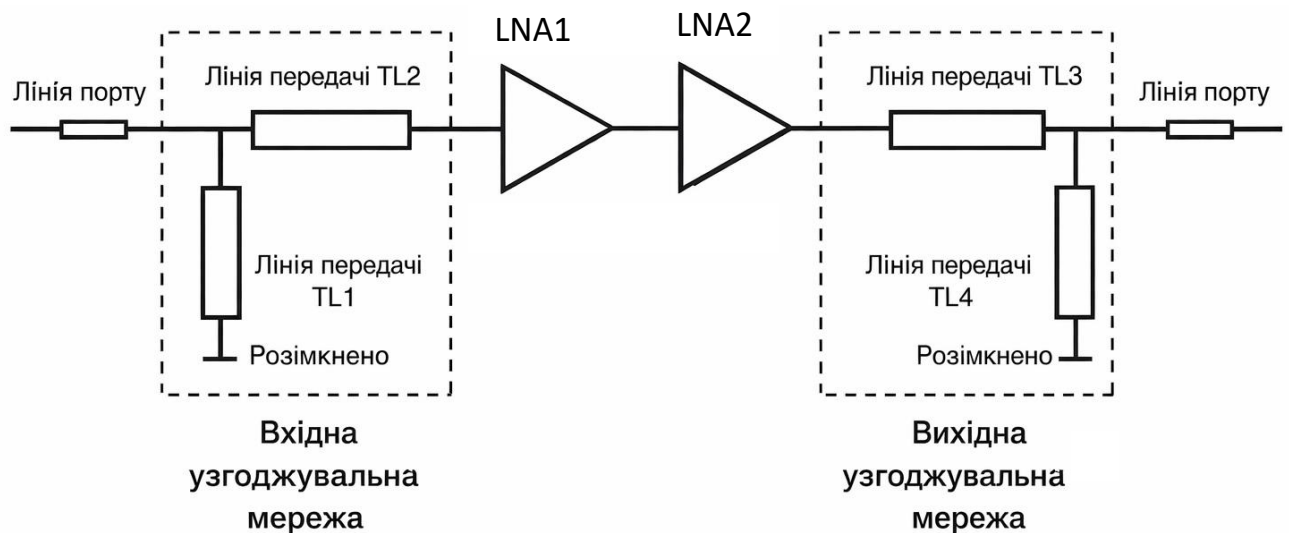 LNA1
LNA2
Лінія порту
Лінія передачі TL2
Лінія передачі TL3
Лінія порту
Лінія передачі
TL1
Лінія передачі
TL4
Розімкнено
Розімкнено
Вхідна
узгоджувальна
мережа
Вихідна
узгоджувальна
мережа